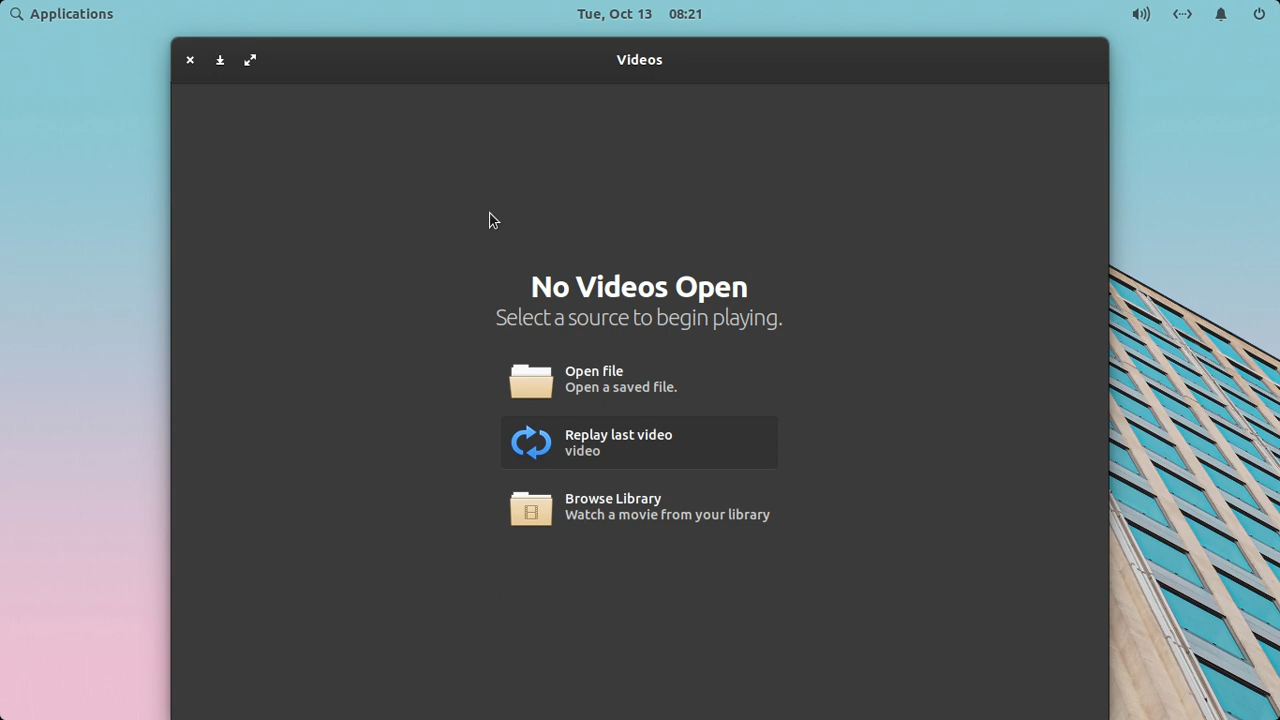 Applications
Tue, Oct 13 08:21
Videos
No Videos Open
Select a source to begin playing.
Open file
Open a saved file.
Replay last video
video
Browse Library
Watch a movie from your library